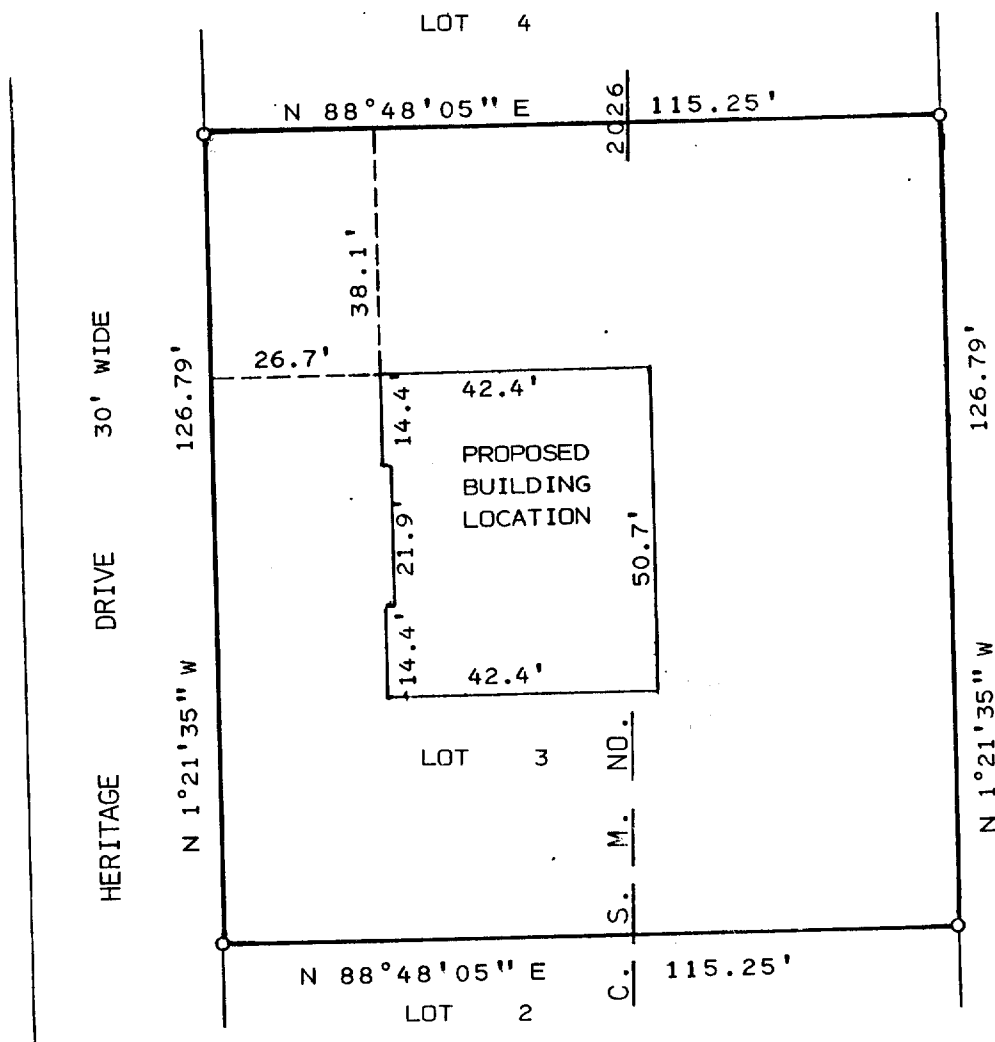 LOT 4
N 88°48'05" E 115.25'
C. S. M. NO. 2026
38.1'
26.7'
HERITAGE DRIVE 30' WIDE
N 1°21'35" W 126.79'
14.4'
42.4'
PROPOSED
BUILDING
LOCATION
21.9'
50.7'
14.4'
42.4'
N 1°21'35" W 126.79'
LOT 3
N 88°48'05" E 115.25'
LOT 2